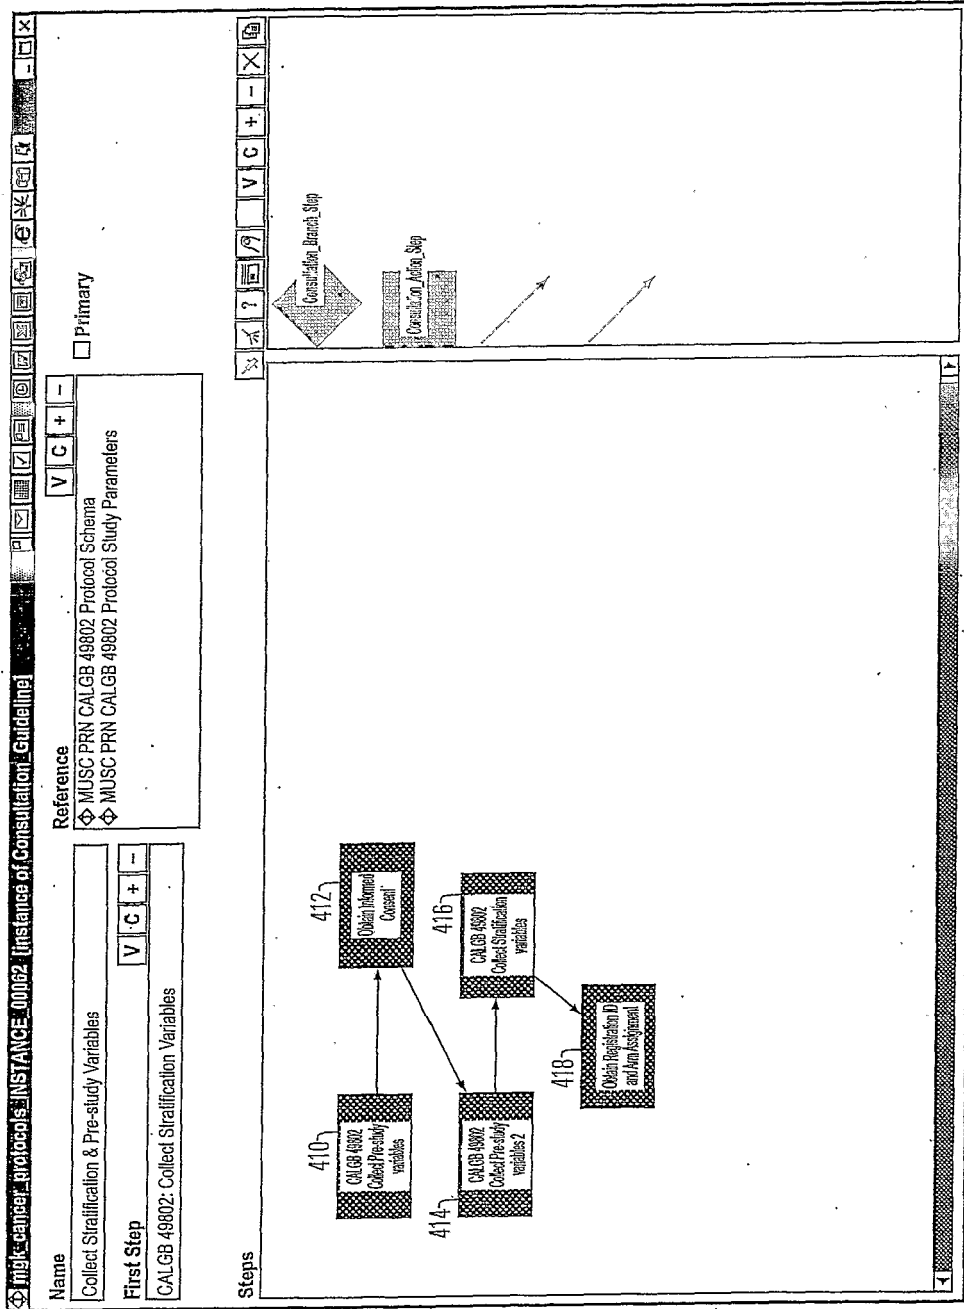 mgk_cancer_protocols_INSTANCE_00062 [instance of Consultation_Guideline]
Name
Collect Stratification & Pre-study Variables
First Step
V C + -
CALGB 49802: Collect Stratification Variables
Reference
V C + -
MUSC PRN CALGB 49802 Protocol Schema
MUSC PRN CALGB 49802 Protocol Study Parameters
Primary
Steps
? V C + -
410
CALGB 49802
Collect Pre-study
variables
412
Obtain Informed
Consent
414
CALGB 49802
Collect Pre-study
variables 2
416
CALGB 49802
Collect Stratification
variables
418
Obtain Registration ID
and Arm Assignment
Consultation_Branch_Step
Consultation_Action_Step